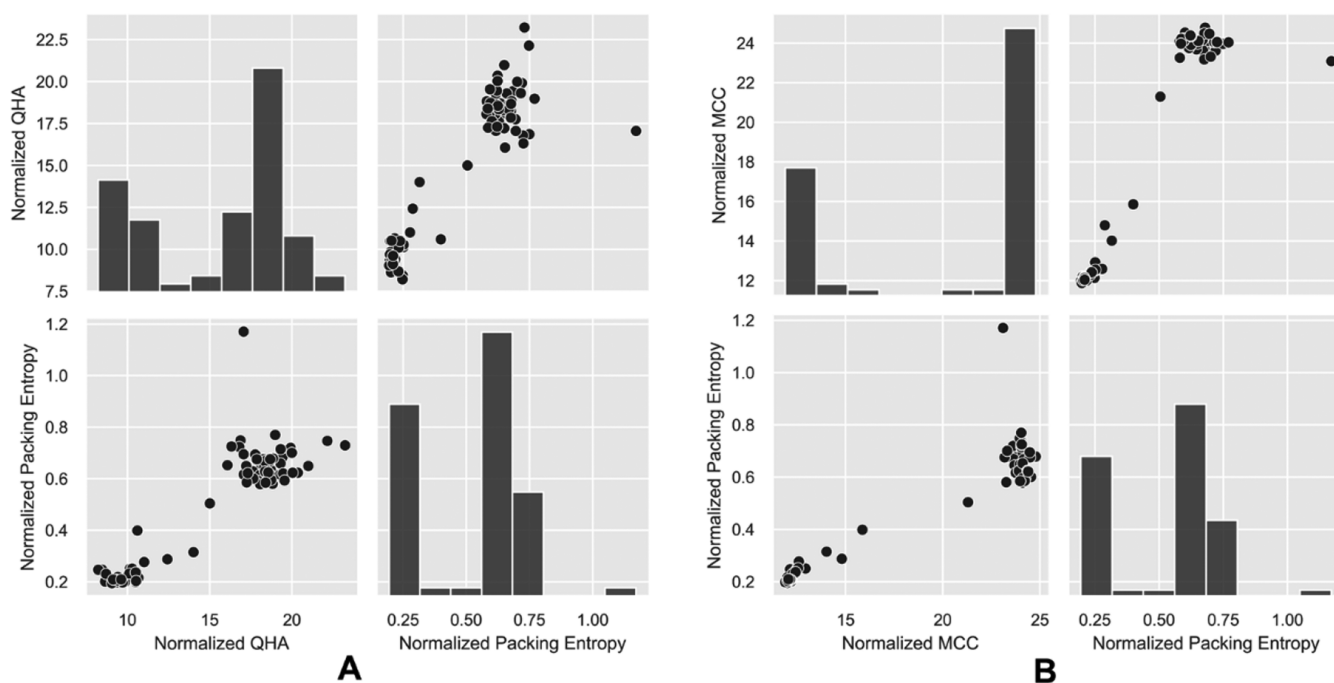 Normalized QHA
22.5
20.0
17.5
15.0
12.5
10.0
7.5
Normalized Packing Entropy
1.2
1.0
0.8
0.6
0.4
0.2
10 15 20
Normalized QHA
0.25 0.50 0.75 1.00
Normalized Packing Entropy
A
Normalized MCC
24
22
20
18
16
14
12
Normalized Packing Entropy
1.2
1.0
0.8
0.6
0.4
0.2
15 20 25
Normalized MCC
0.25 0.50 0.75 1.00
Normalized Packing Entropy
B